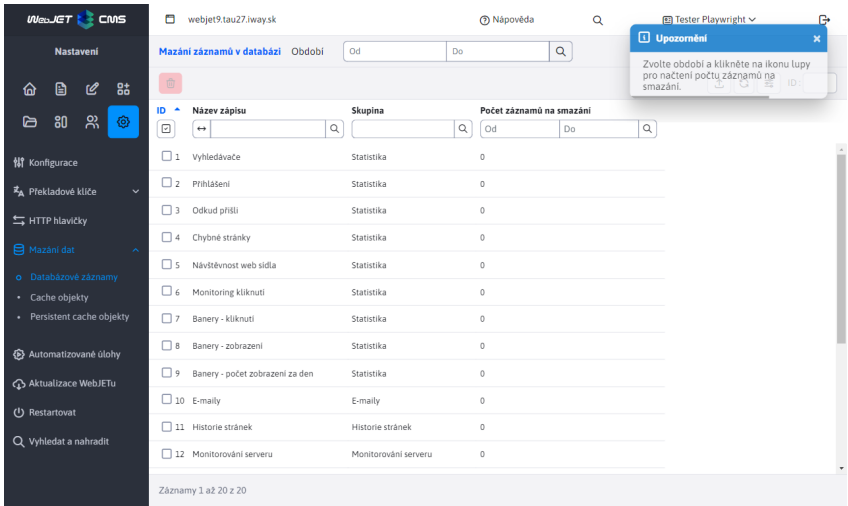 WebJET CMS
webjet9.tau27.iway.sk
Nápověda
Tester Playwright
Nastavení
Mazání záznamů v databázi Období Od Do
Upozornění ×
Zvolte období a klikněte na ikonu lupy
pro načtení počtu záznamů na
smazání.
ID:
ID Název zápisu Skupina Počet záznamů na smazání
Od Do
1 Vyhledávače Statistika 0
2 Přihlášení Statistika 0
3 Odkud přišli Statistika 0
4 Chybné stránky Statistika 0
5 Návštěvnost web sídla Statistika 0
6 Monitoring kliknutí Statistika 0
7 Banery - kliknutí Statistika 0
8 Banery - zobrazení Statistika 0
9 Banery - počet zobrazení za den Statistika 0
10 E-maily E-maily 0
11 Historie stránek Historie stránek 0
12 Monitorování serveru Monitorování serveru 0
Záznamy 1 až 20 z 20
Konfigurace
Překladové klíče
HTTP hlavičky
Mazání dat
Databázové záznamy
Cache objekty
Persistent cache objekty
Automatizované úlohy
Aktualizace WebJETu
Restartovat
Vyhledat a nahradit